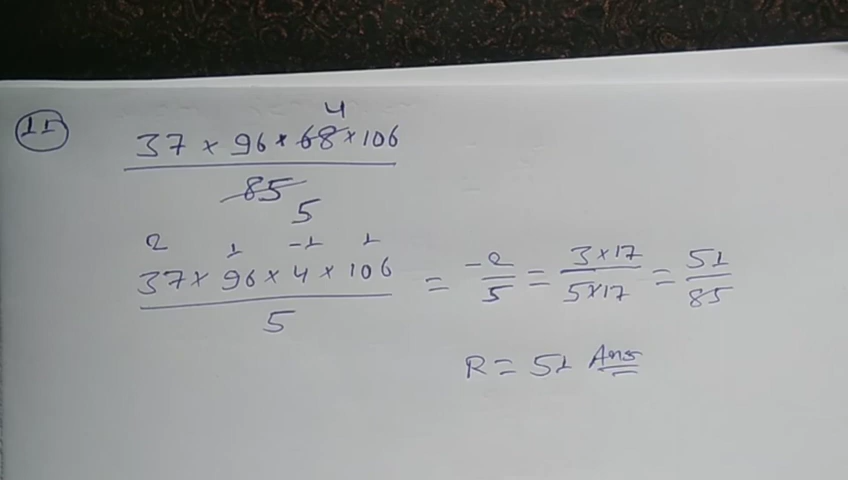 11
4
37 × 96 × 68 × 106
85
5
2 1 -1 1
37 × 96 × 4 × 106 = -2/5 = 3×17/5×17 = 51/85
5
R = 51 Ans